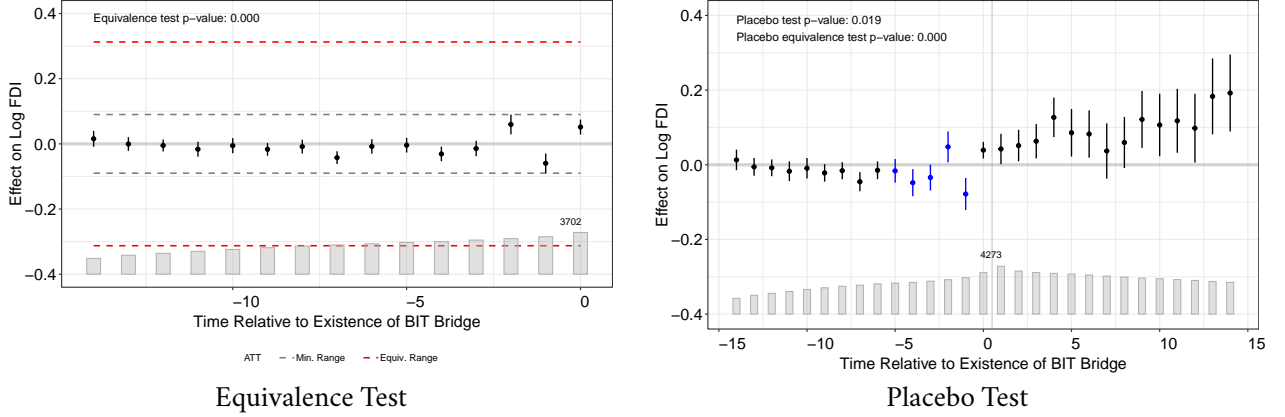 Equivalence test p-value: 0.000
0.4
0.2
0.0
−0.2
−0.4
Effect on Log FDI
3702
−10
−5
0
Time Relative to Existence of BIT Bridge
ATT
Min. Range
Equiv. Range
Equivalence Test
Placebo test p-value: 0.019
Placebo equivalence test p-value: 0.000
0.4
0.2
0.0
−0.2
−0.4
Effect on Log FDI
4273
−15
−10
−5
0
5
10
15
Time Relative to Existence of BIT Bridge
Placebo Test